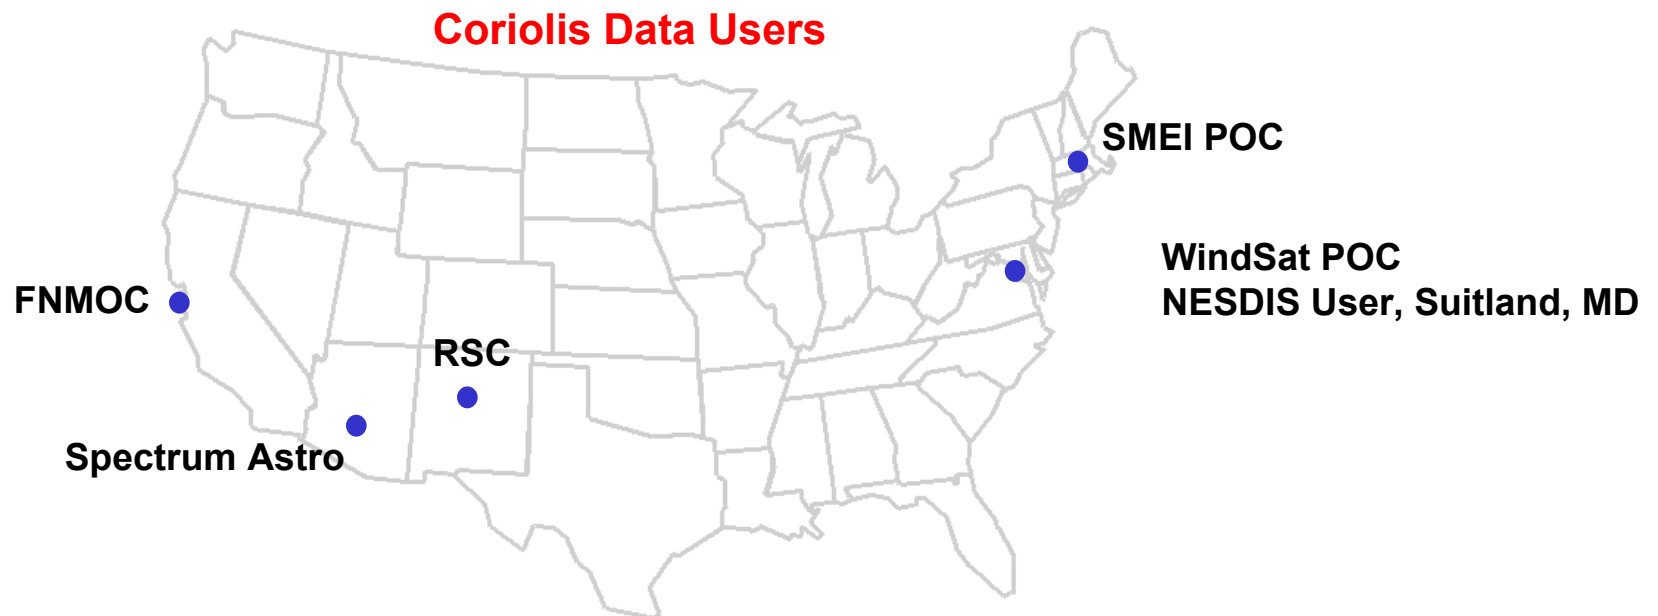 Coriolis Data Users
SMEI POC
WindSat POC
NESDIS User, Suitland, MD
FNMOC
RSC
Spectrum Astro